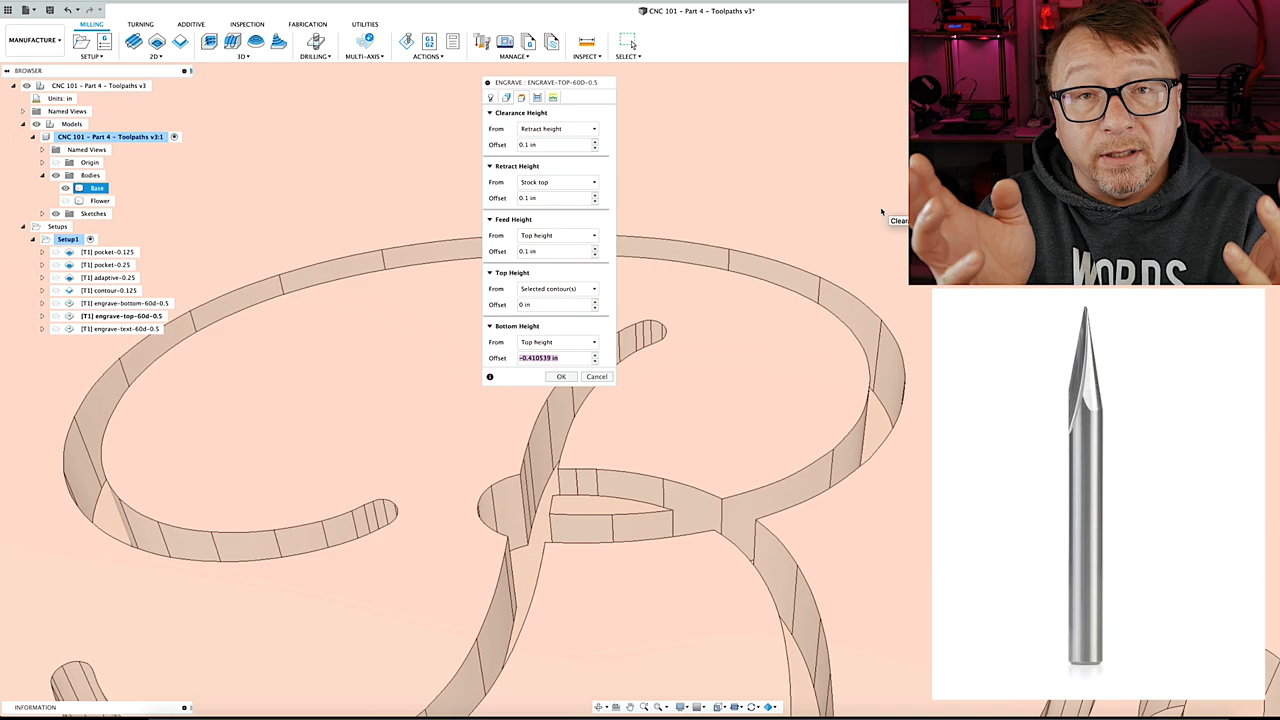 CNC 101 - Part 4 - Toolpaths v3*
MILLING TURNING ADDITIVE INSPECTION FABRICATION UTILITIES
MANUFACTURE
G1
G2
SETUP 2D 3D DRILLING MULTI-AXIS ACTIONS MANAGE INSPECT SELECT
BROWSER
CNC 101 - Part 4 - Toolpaths v3
Units: in
Named Views
Models
CNC 101 - Part 4 - Toolpaths v3:1
Named Views
Origin
Bodies
Base
Flower
Sketches
Setups
Setup1
[T1] pocket-0.125
[T1] pocket-0.25
[T1] adaptive-0.25
[T1] contour-0.125
[T1] engrave-bottom-60d-0.5
[T1] engrave-top-60d-0.5
[T1] engrave-text-60d-0.5
ENGRAVE : ENGRAVE-TOP-60D-0.5
Clearance Height
From Retract height
Offset 0.1 in
Retract Height
From Stock top
Offset 0.1 in
Feed Height
From Top height
Offset 0.1 in
Top Height
From Selected contour(s)
Offset 0 in
Bottom Height
From Top height
Offset -0.410539 in
OK Cancel
Clear
WORDS
INFORMATION